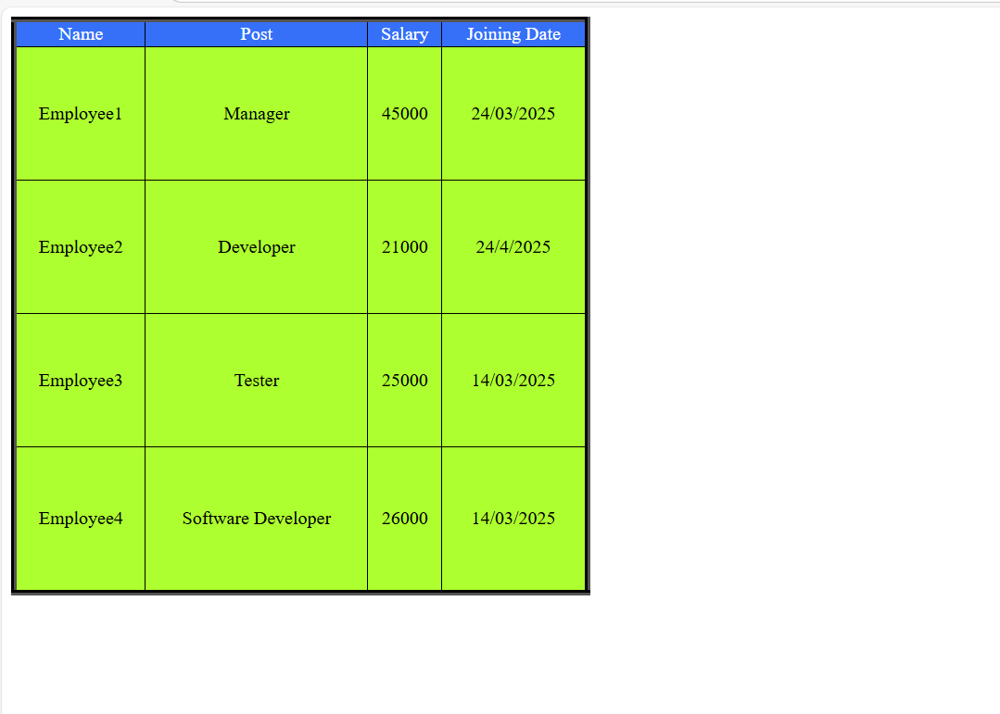 Name Post Salary Joining Date
Employee1 Manager 45000 24/03/2025
Employee2 Developer 21000 24/4/2025
Employee3 Tester 25000 14/03/2025
Employee4 Software Developer 26000 14/03/2025